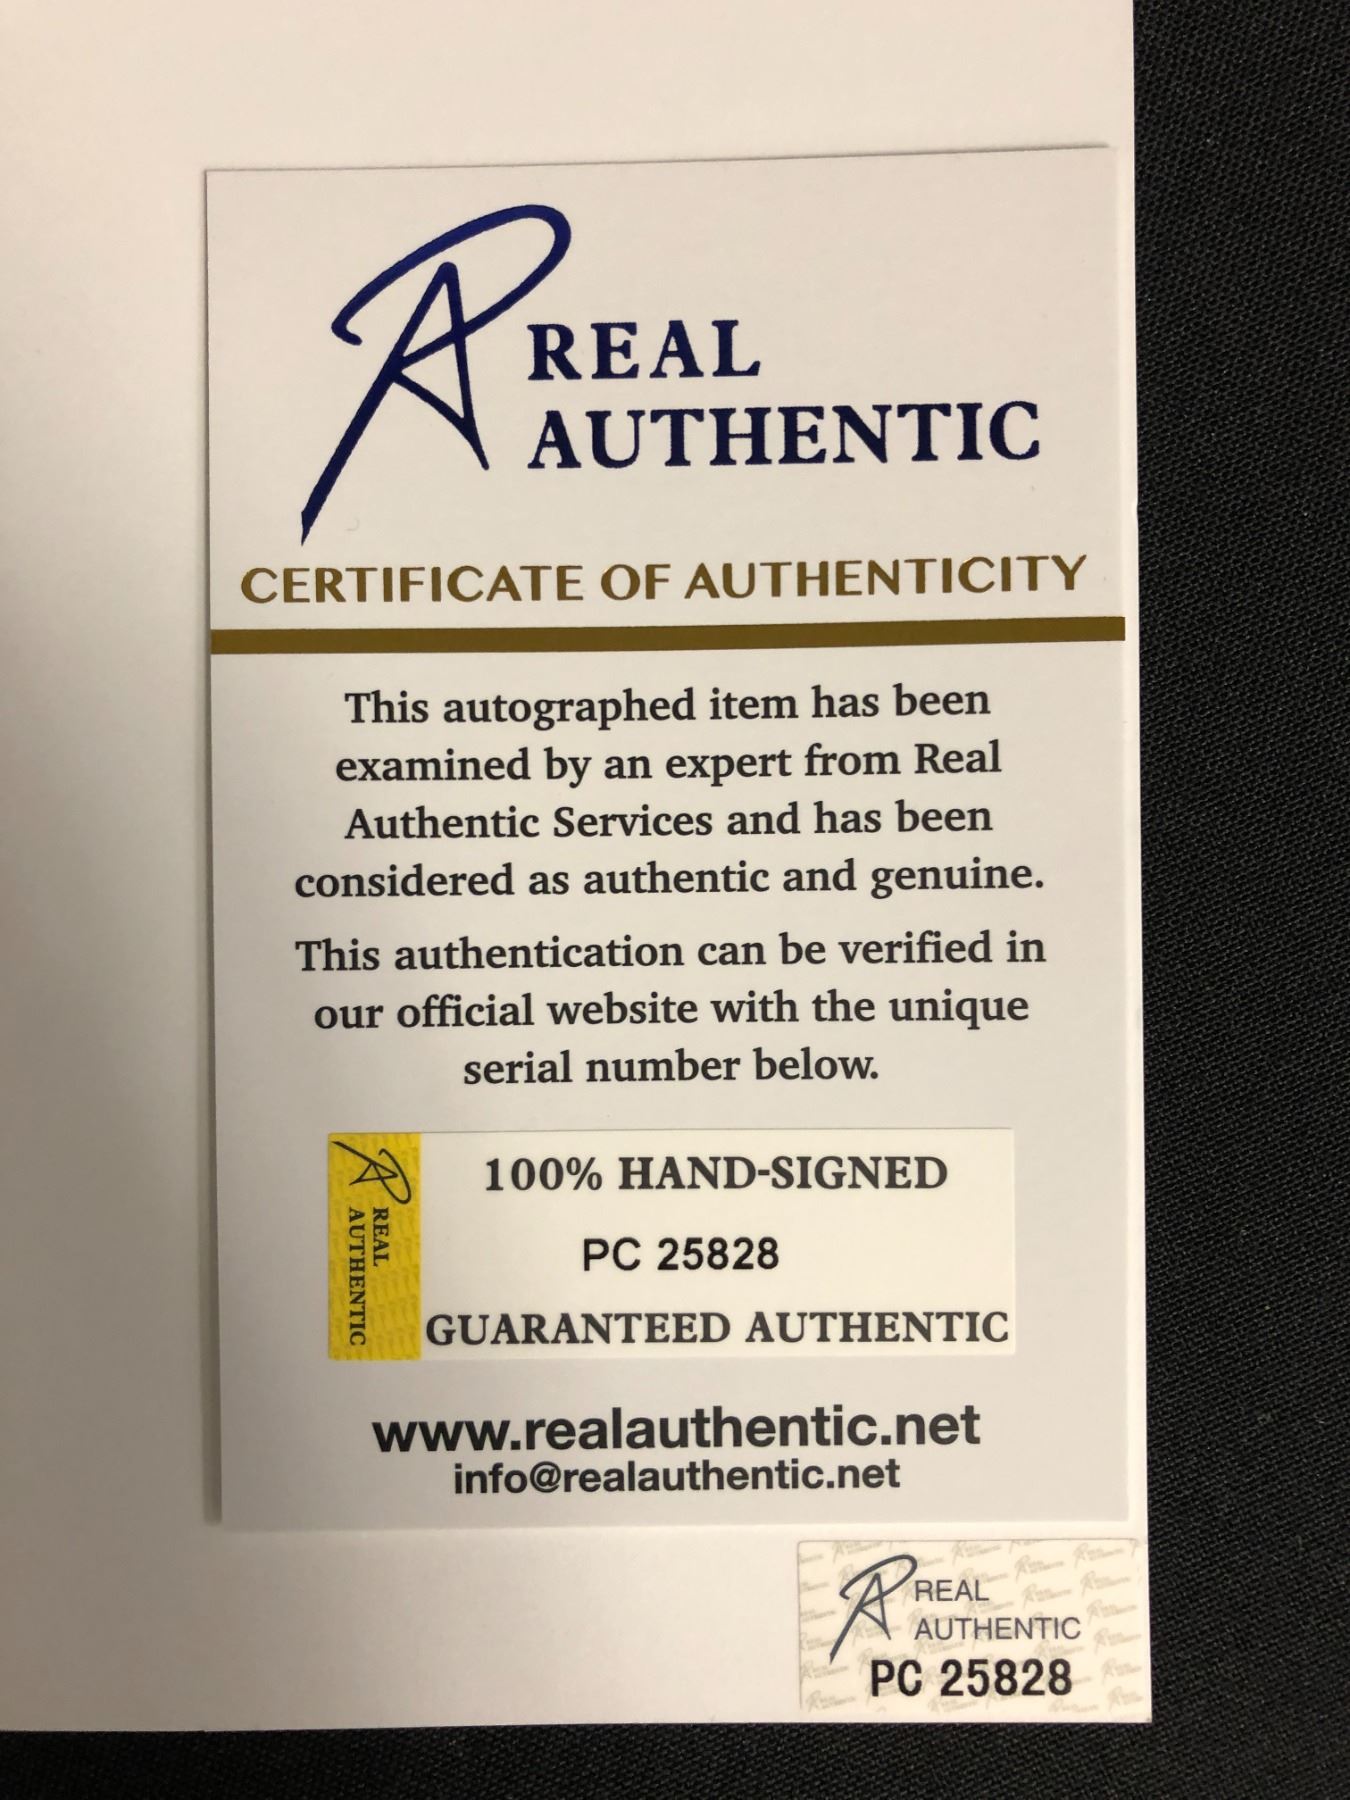 REAL
AUTHENTIC
CERTIFICATE OF AUTHENTICITY
This autographed item has been
examined by an expert from Real
Authentic Services and has been
considered as authentic and genuine.
This authentication can be verified in
our official website with the unique
serial number below.
REAL
AUTHENTIC
100% HAND-SIGNED
PC 25828
GUARANTEED AUTHENTIC
www.realauthentic.net
info@realauthentic.net
REAL
AUTHENTIC
PC 25828